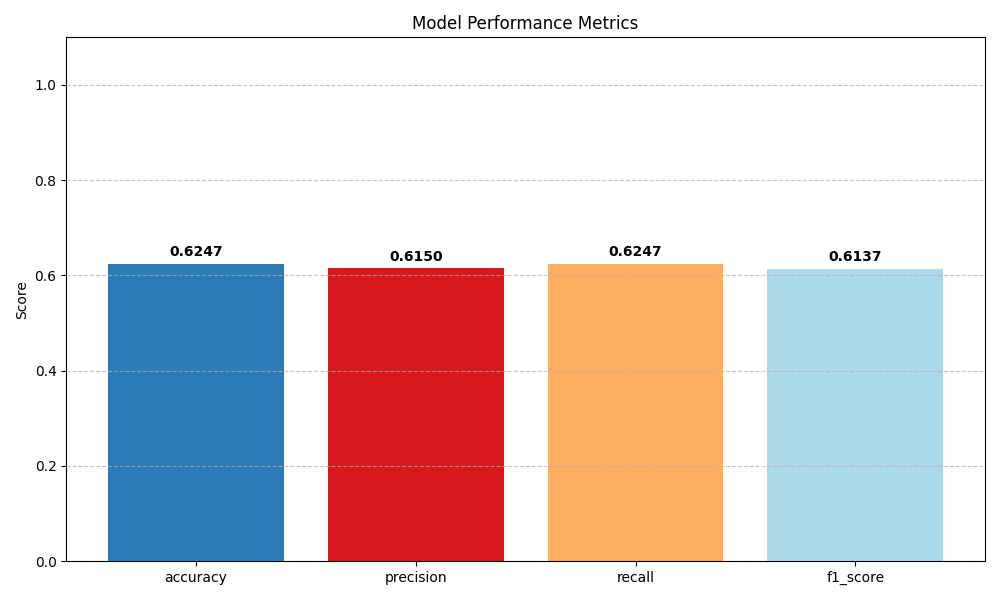 Model Performance Metrics
Score
1.0
0.8
0.6
0.4
0.2
0.0
0.6247
0.6150
0.6247
0.6137
accuracy
precision
recall
f1_score